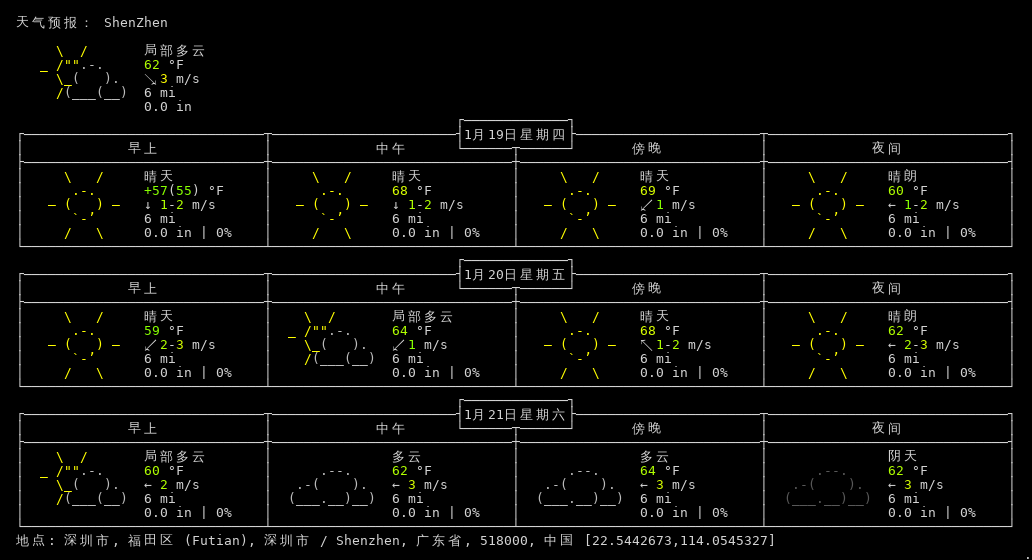 天气预报： ShenZhen
局部多云
62 °F
↘3 m/s
6 mi
0.0 in
1月19日星期四
早上 中午 傍晚 夜间
晴天 晴天 晴天 晴朗
+57(55) °F 68 °F 69 °F 60 °F
↓ 1-2 m/s ↓ 1-2 m/s ↙1 m/s ← 1-2 m/s
6 mi 6 mi 6 mi 6 mi
0.0 in | 0% 0.0 in | 0% 0.0 in | 0% 0.0 in | 0%
1月20日星期五
早上 中午 傍晚 夜间
晴天 局部多云 晴天 晴朗
59 °F 64 °F 68 °F 62 °F
↙2-3 m/s ↙1 m/s ↖1-2 m/s ← 2-3 m/s
6 mi 6 mi 6 mi 6 mi
0.0 in | 0% 0.0 in | 0% 0.0 in | 0% 0.0 in | 0%
1月21日星期六
早上 中午 傍晚 夜间
局部多云 多云 多云 阴天
60 °F 62 °F 64 °F 62 °F
← 2 m/s ← 3 m/s ← 3 m/s ← 3 m/s
6 mi 6 mi 6 mi 6 mi
0.0 in | 0% 0.0 in | 0% 0.0 in | 0% 0.0 in | 0%
地点: 深圳市, 福田区 (Futian), 深圳市 / Shenzhen, 广东省, 518000, 中国 [22.5442673,114.0545327]